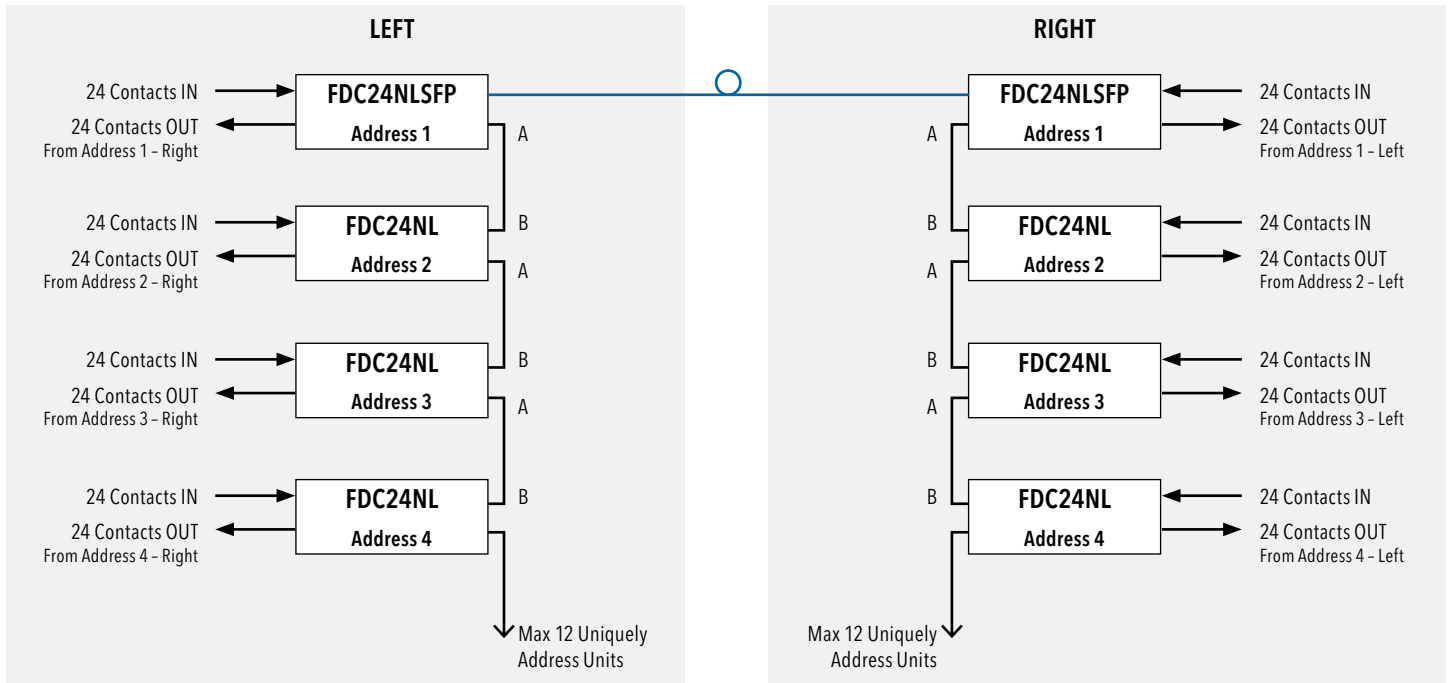 LEFT
24 Contacts IN
24 Contacts OUT
From Address 1 – Right
FDC24NLSFP
Address 1
A
24 Contacts IN
24 Contacts OUT
From Address 2 – Right
FDC24NL
Address 2
B
A
24 Contacts IN
24 Contacts OUT
From Address 3 – Right
FDC24NL
Address 3
B
A
24 Contacts IN
24 Contacts OUT
From Address 4 – Right
FDC24NL
Address 4
B
Max 12 Uniquely
Address Units
RIGHT
A
FDC24NLSFP
Address 1
24 Contacts IN
24 Contacts OUT
From Address 1 – Left
B
A
FDC24NL
Address 2
24 Contacts IN
24 Contacts OUT
From Address 2 – Left
B
A
FDC24NL
Address 3
24 Contacts IN
24 Contacts OUT
From Address 3 – Left
B
FDC24NL
Address 4
24 Contacts IN
24 Contacts OUT
From Address 4 – Left
Max 12 Uniquely
Address Units